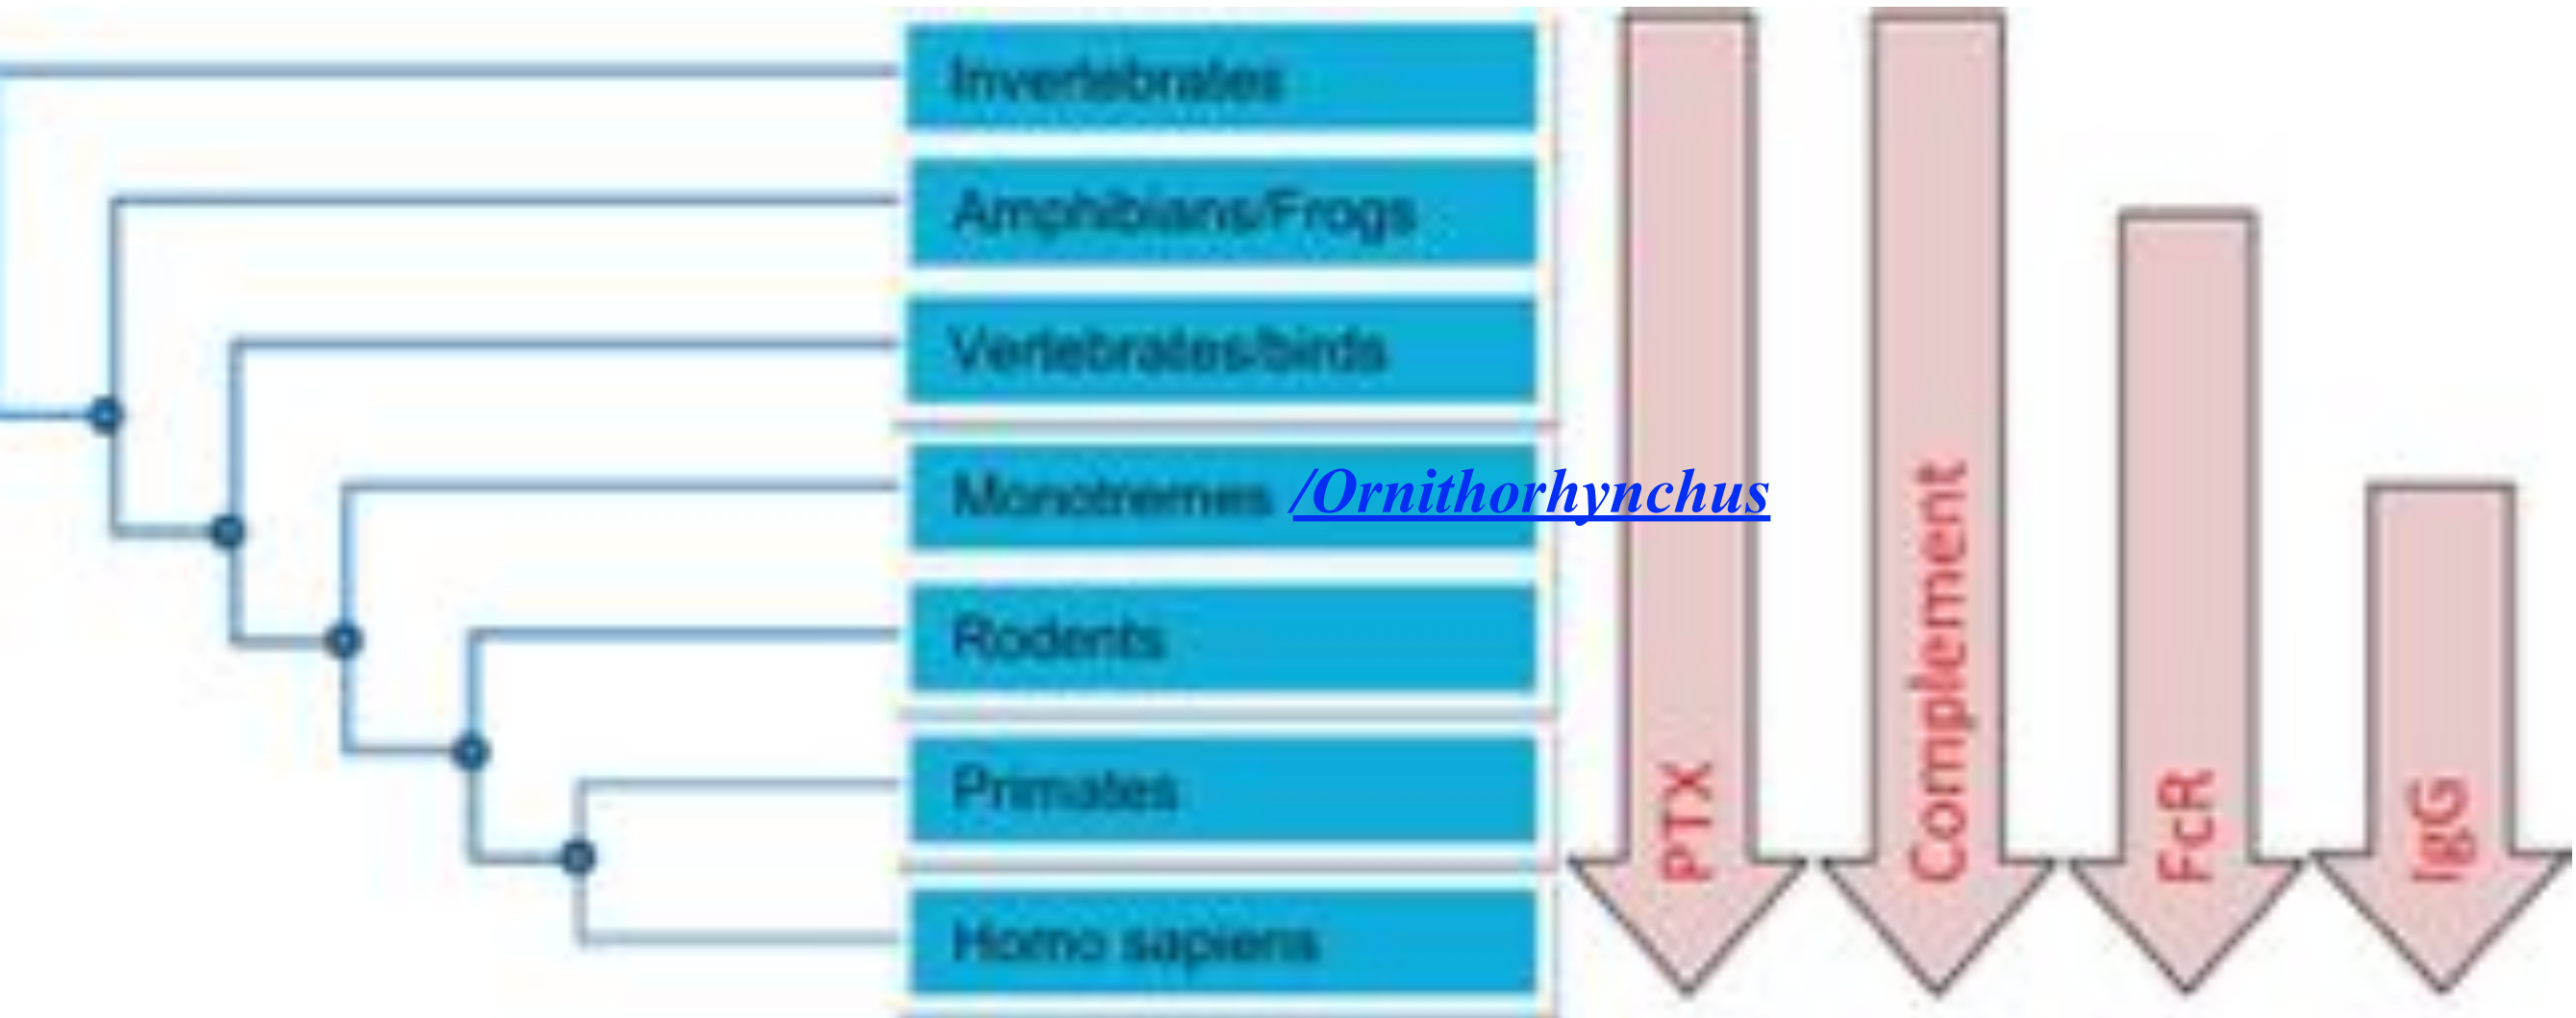 Invertebrates
Amphibians/Frogs
Vertebrates/birds
Monotremes /Ornithorhynchus
Rodents
Primates
Homo sapiens
PTX
Complement
FcR
IgG